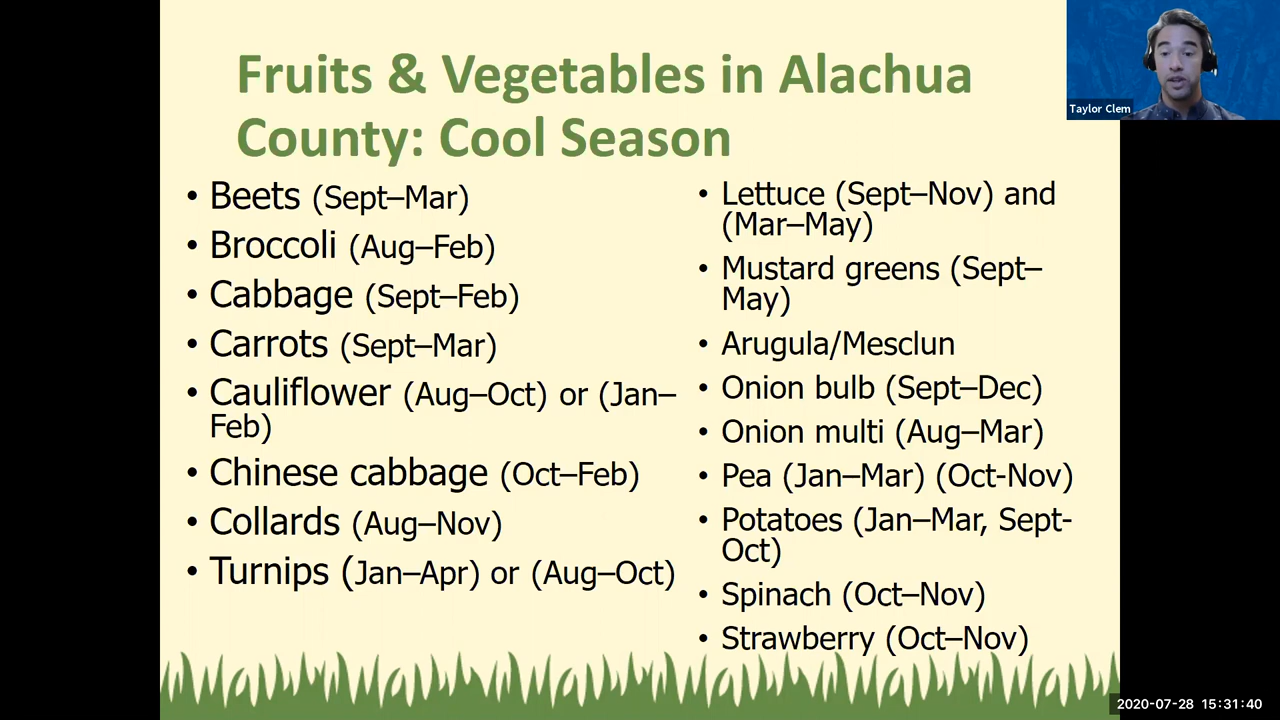 Fruits & Vegetables in Alachua
County: Cool Season
• Beets (Sept–Mar)
• Broccoli (Aug–Feb)
• Cabbage (Sept–Feb)
• Carrots (Sept–Mar)
• Cauliflower (Aug–Oct) or (Jan–
Feb)
• Chinese cabbage (Oct–Feb)
• Collards (Aug–Nov)
• Turnips (Jan–Apr) or (Aug–Oct)
• Lettuce (Sept–Nov) and
(Mar–May)
• Mustard greens (Sept–
May)
• Arugula/Mesclun
• Onion bulb (Sept–Dec)
• Onion multi (Aug–Mar)
• Pea (Jan–Mar) (Oct-Nov)
• Potatoes (Jan–Mar, Sept-
Oct)
• Spinach (Oct–Nov)
• Strawberry (Oct–Nov)
Taylor Clem
2020-07-28 15:31:40